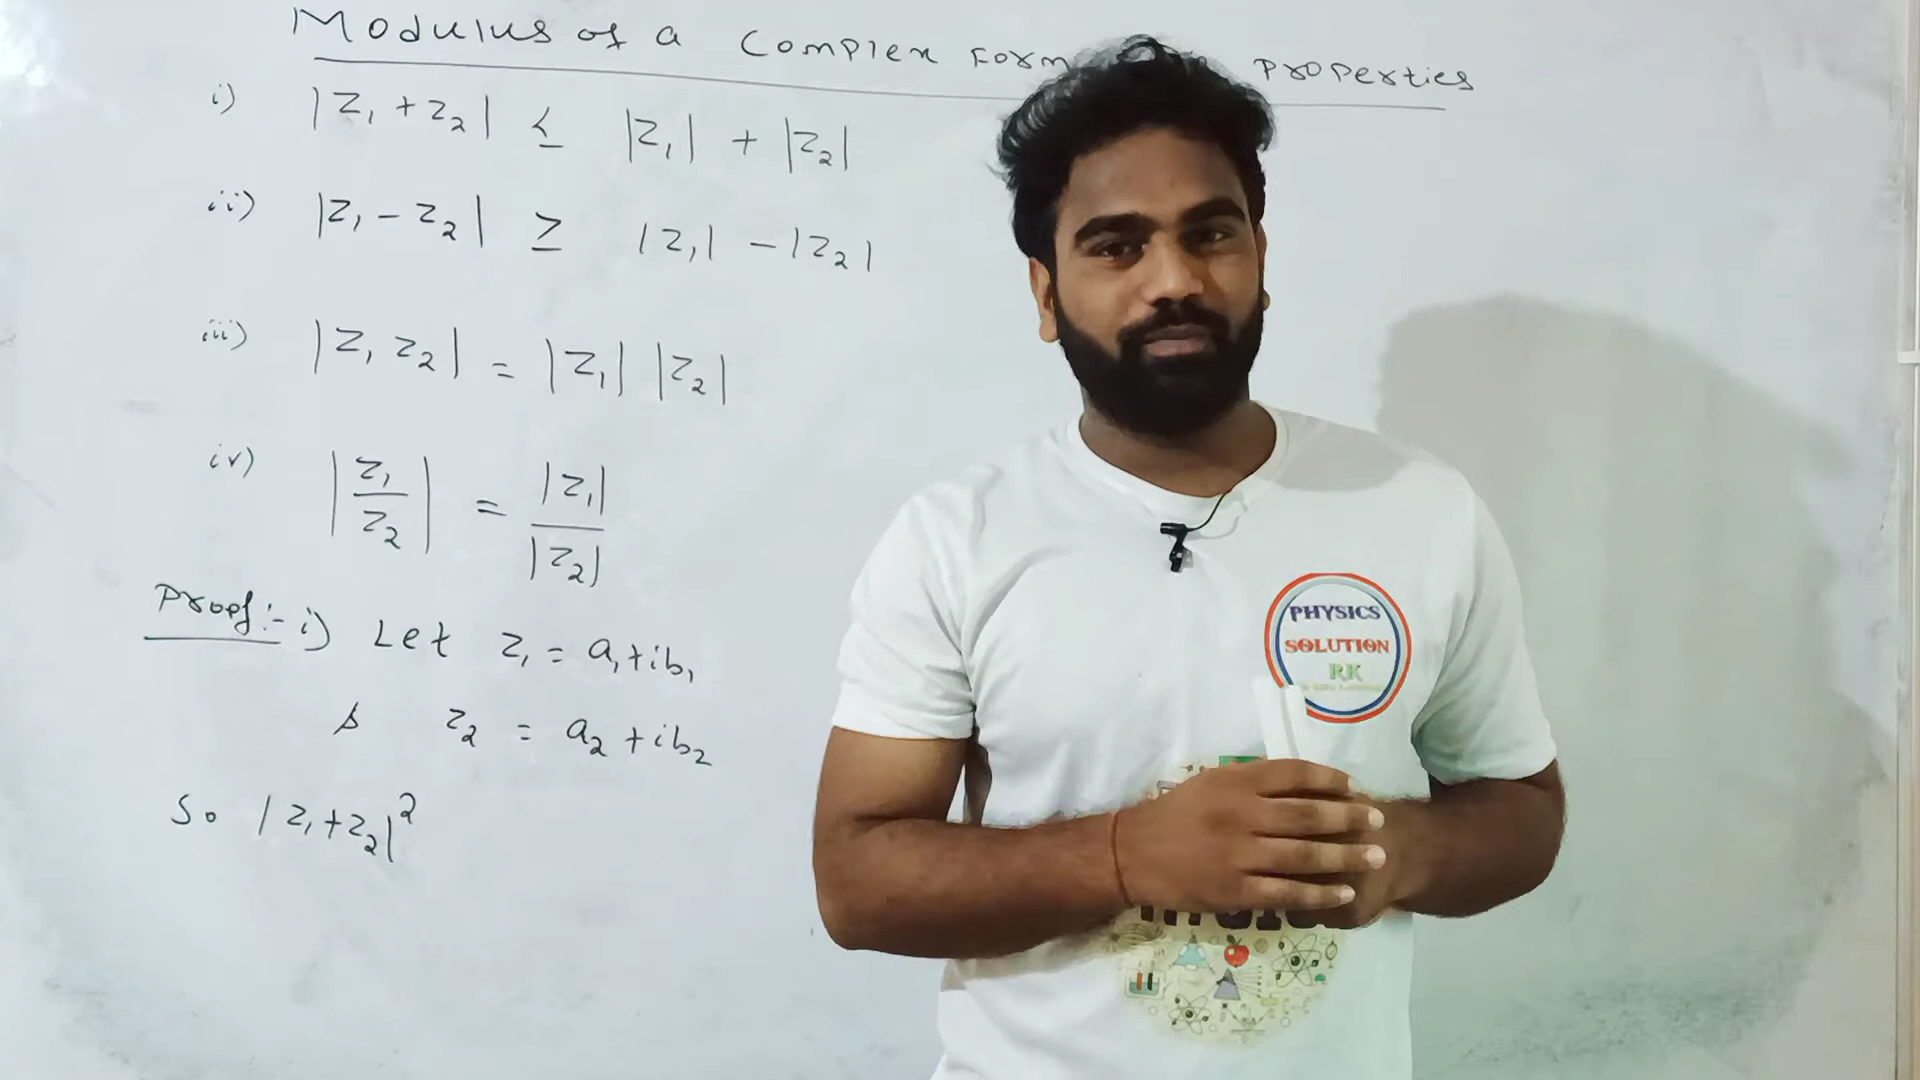 Modulus of a Complex Form properties
i) |z₁ + z₂| ≤ |z₁| + |z₂|
ii) |z₁ - z₂| ≥ |z₁| - |z₂|
iii) |z₁ z₂| = |z₁| |z₂|
iv) |z₁/z₂| = |z₁|/|z₂|
Proof :- i) Let z₁ = a₁+ib₁
& z₂ = a₂+ib₂
So |z₁+z₂|²
PHYSICS
SOLUTION
RK